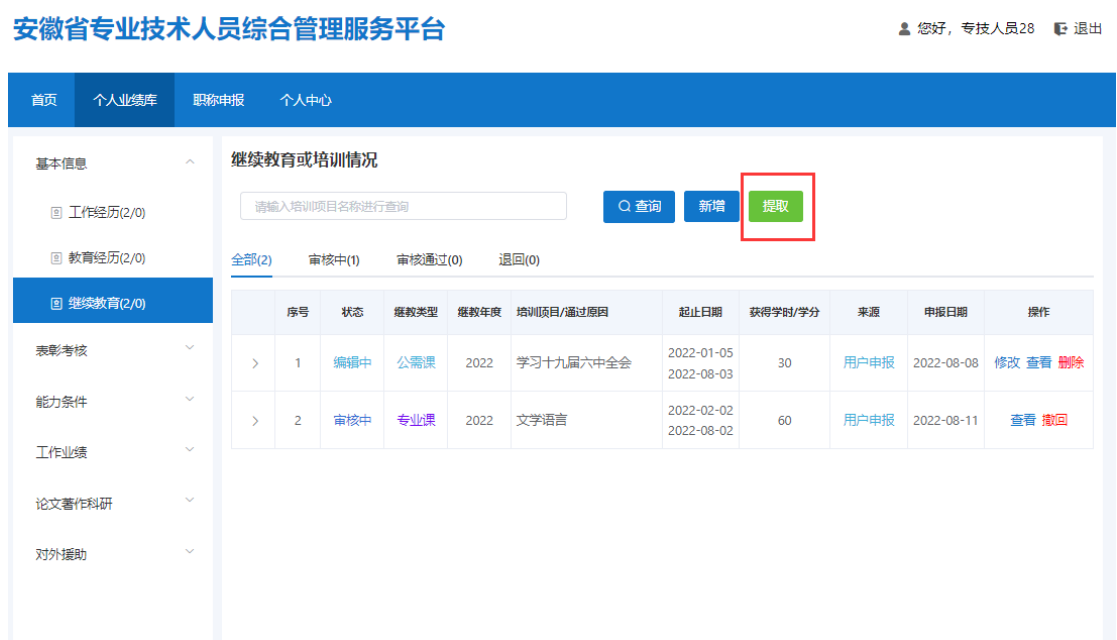 安徽省专业技术人员综合管理服务平台
您好，专技人员28 退出
首页 个人业绩库 职称申报 个人中心
基本信息
工作经历(2/0)
教育经历(2/0)
继续教育(2/0)
表彰考核
能力条件
工作业绩
论文著作科研
对外援助
继续教育或培训情况
请输入培训项目名称进行查询 查询 新增 提取
全部(2) 审核中(1) 审核通过(0) 退回(0)
序号 状态 继教类型 继教年度 培训项目/通过原因 起止日期 获得学时/学分 来源 申报日期 操作
1 编辑中 公需课 2022 学习十九届六中全会 2022-01-05 30 用户申报 2022-08-08 修改 查看 删除
2022-08-03
2 审核中 专业课 2022 文学语言 2022-02-02 60 用户申报 2022-08-11 查看 撤回
2022-08-02